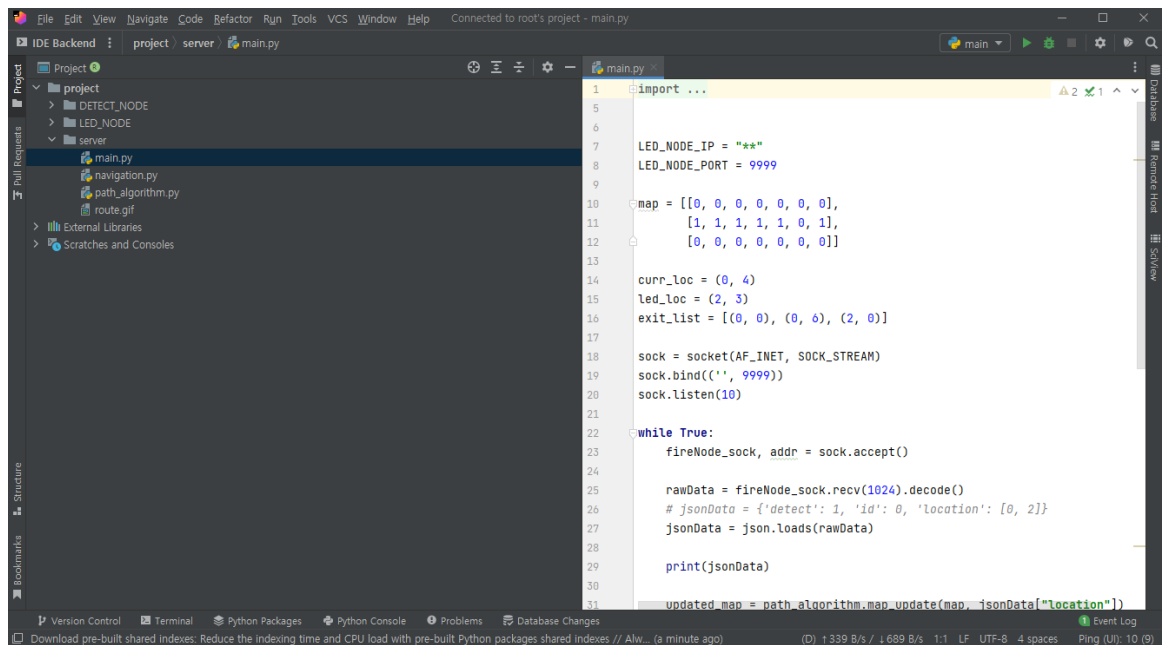 File Edit View Navigate Code Refactor Run Tools VCS Window Help Connected to root's project - main.py
IDE Backend project server main.py main
Project
main.py
project
DETECT_NODE
LED_NODE
server
main.py
navigation.py
path_algorithm.py
route.gif
External Libraries
Scratches and Consoles
Project
Pull Requests
Structure
Bookmarks
1 import ...
2 1
5
6
7 LED_NODE_IP = "**"
8 LED_NODE_PORT = 9999
9
10 map = [[0, 0, 0, 0, 0, 0, 0],
11 [1, 1, 1, 1, 1, 0, 1],
12 [0, 0, 0, 0, 0, 0, 0]]
13
14 curr_loc = (0, 4)
15 led_loc = (2, 3)
16 exit_list = [(0, 0), (0, 6), (2, 0)]
17
18 sock = socket(AF_INET, SOCK_STREAM)
19 sock.bind(('', 9999))
20 sock.listen(10)
21
22 while True:
23 fireNode_sock, addr = sock.accept()
24
25 rawData = fireNode_sock.recv(1024).decode()
26 # jsonData = {'detect': 1, 'id': 0, 'location': [0, 2]}
27 jsonData = json.loads(rawData)
28
29 print(jsonData)
30
31 updated_map = path_algorithm.map_update(map, jsonData["location"])
Database
Remote Host
SciView
Version Control Terminal Python Packages Python Console Problems Database Changes 1 Event Log
Download pre-built shared indexes: Reduce the indexing time and CPU load with pre-built Python packages shared indexes // Alw... (a minute ago) (D) ↑339 B/s / ↓689 B/s 1:1 LF UTF-8 4 spaces Ping (UI): 10 (9)